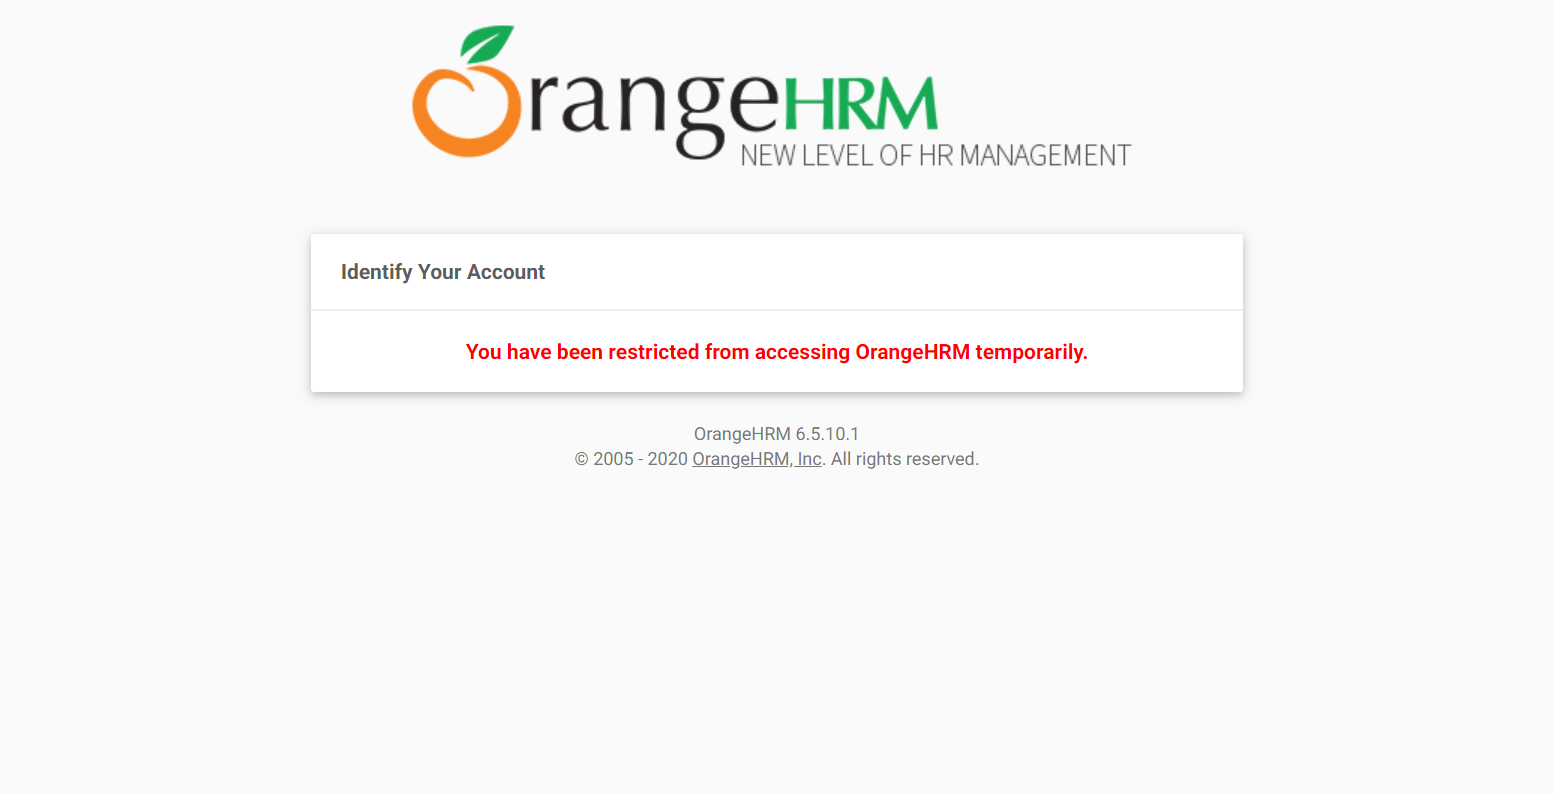 OrangeHRM
NEW LEVEL OF HR MANAGEMENT
Identify Your Account
You have been restricted from accessing OrangeHRM temporarily.
OrangeHRM 6.5.10.1
© 2005 - 2020 OrangeHRM, Inc. All rights reserved.